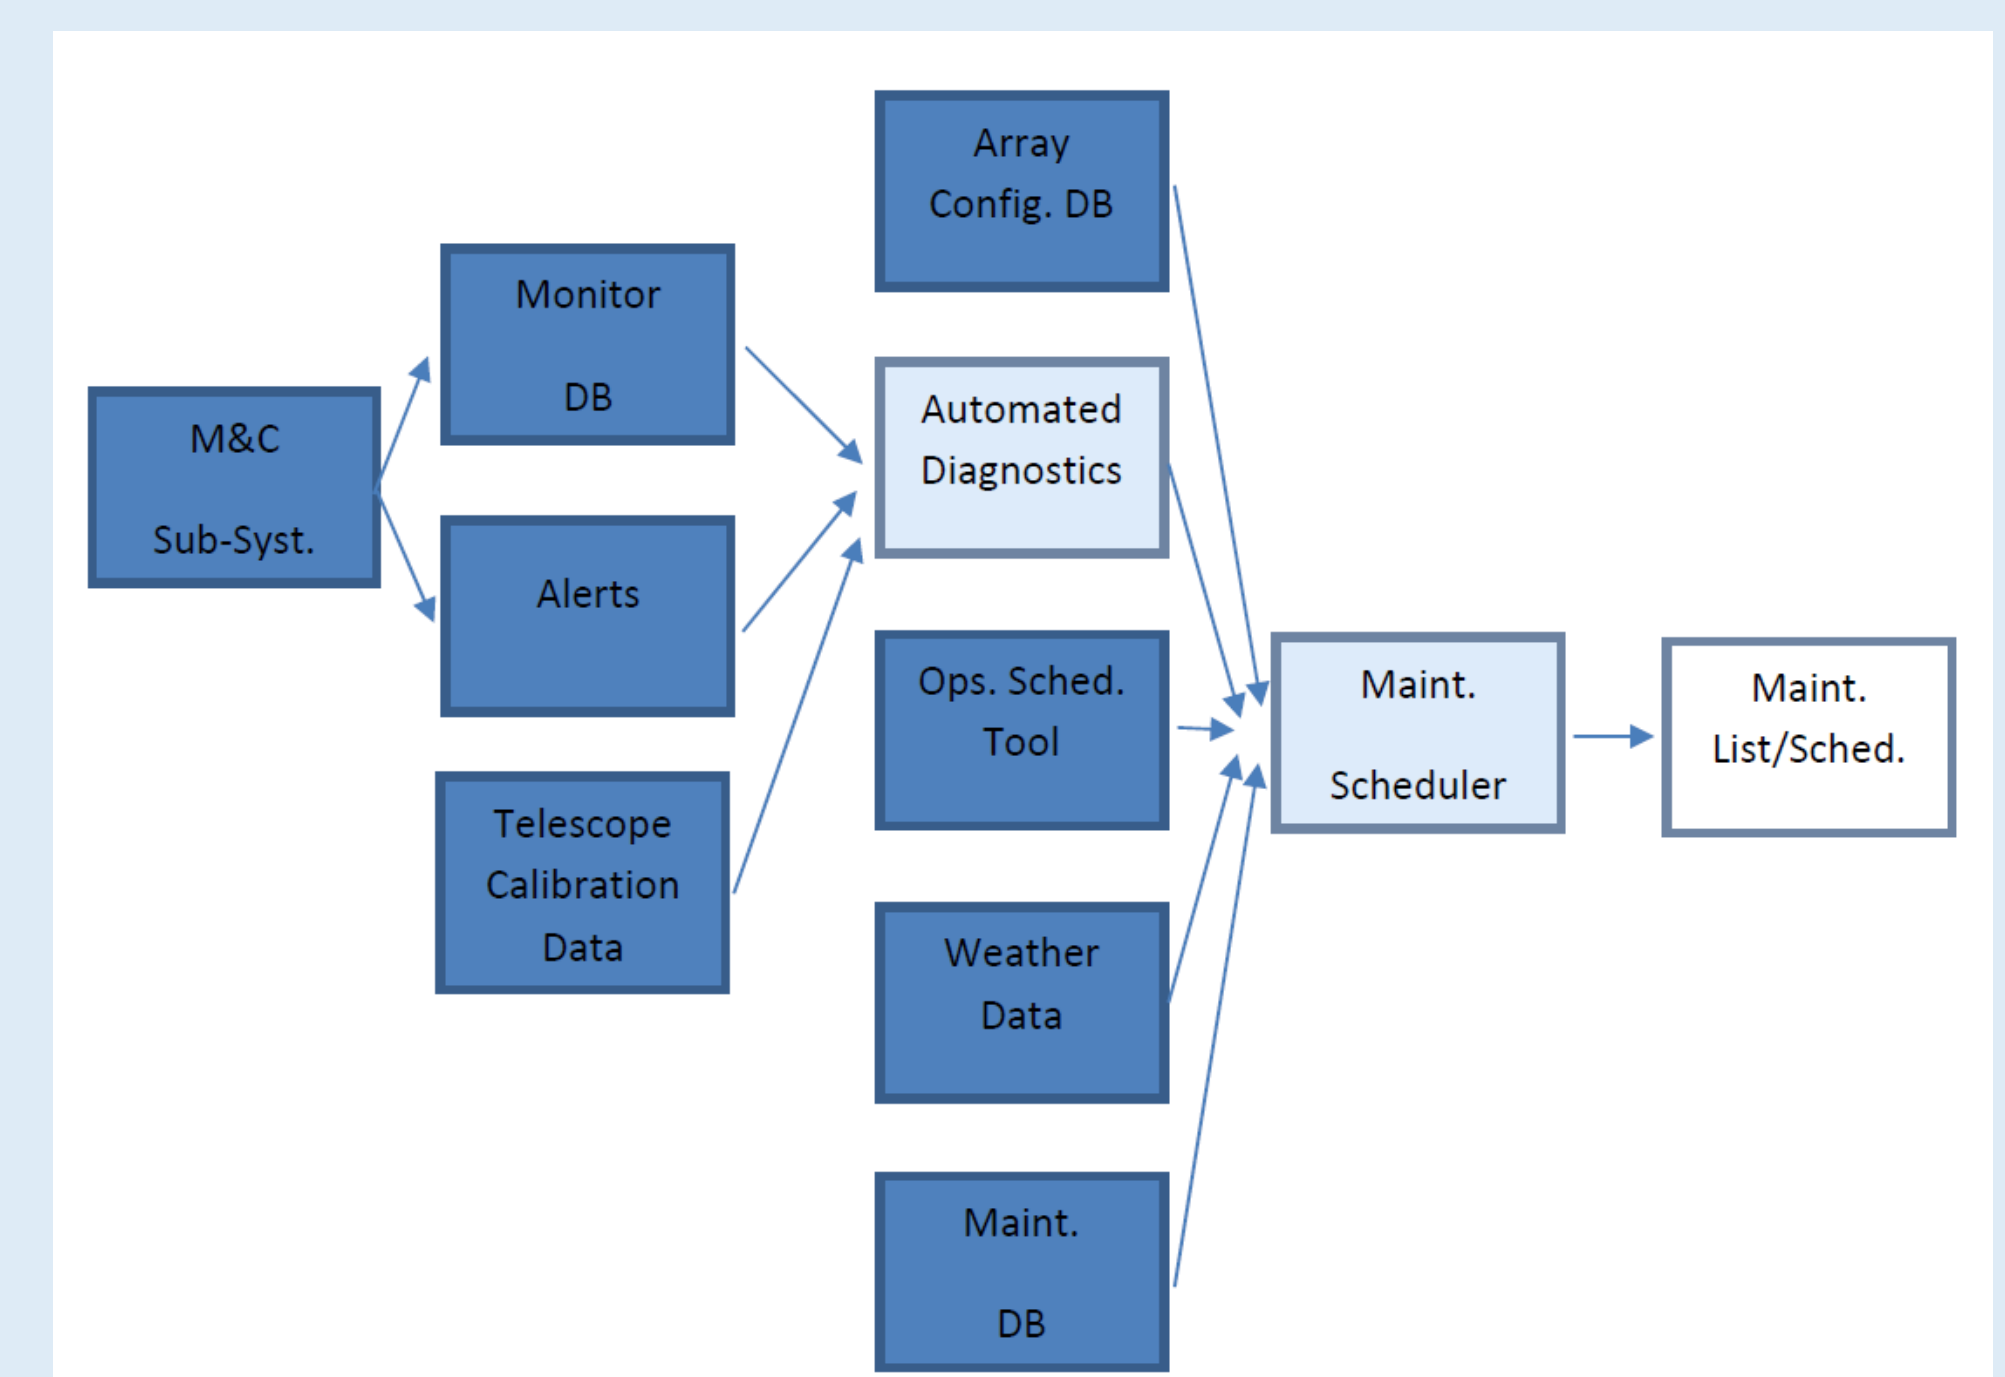 M&C
Sub-Syst.
Monitor
DB
Alerts
Telescope
Calibration
Data
Array
Config. DB
Automated
Diagnostics
Ops. Sched.
Tool
Weather
Data
Maint.
DB
Maint.
Scheduler
Maint.
List/Sched.